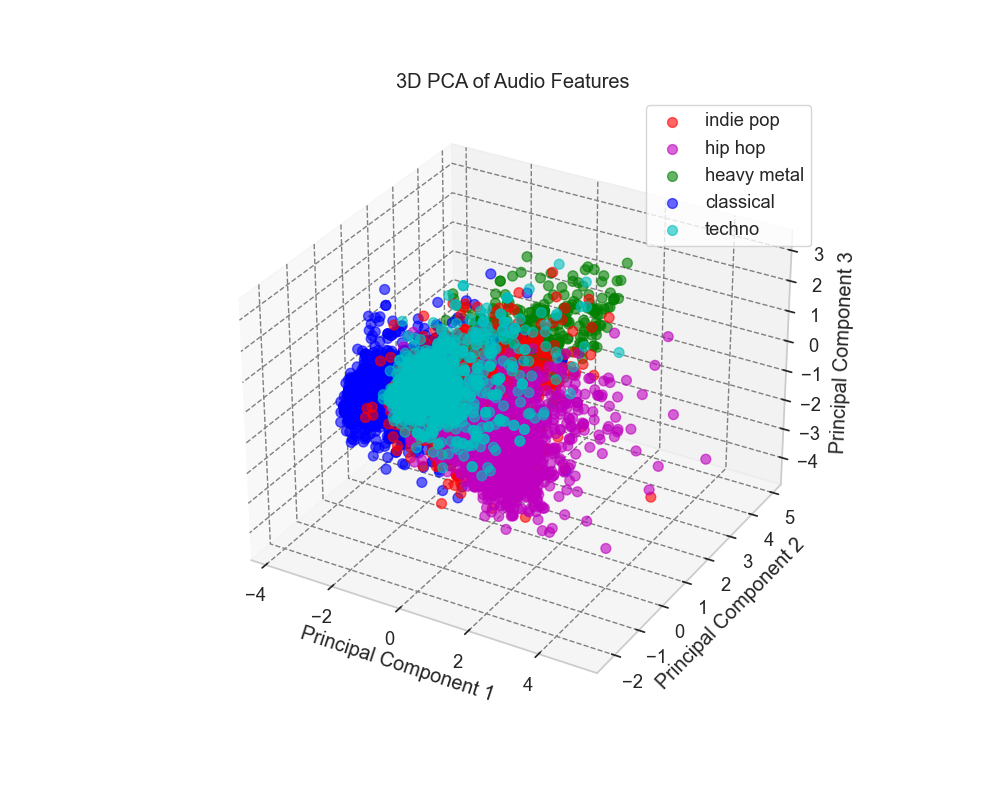 3D PCA of Audio Features
indie pop
hip hop
heavy metal
classical
techno
3
2
1
0
−1
−2
−3
−4
Principal Component 3
5
4
3
2
1
0
−1
−2
Principal Component 2
−4
−2
0
2
4
Principal Component 1